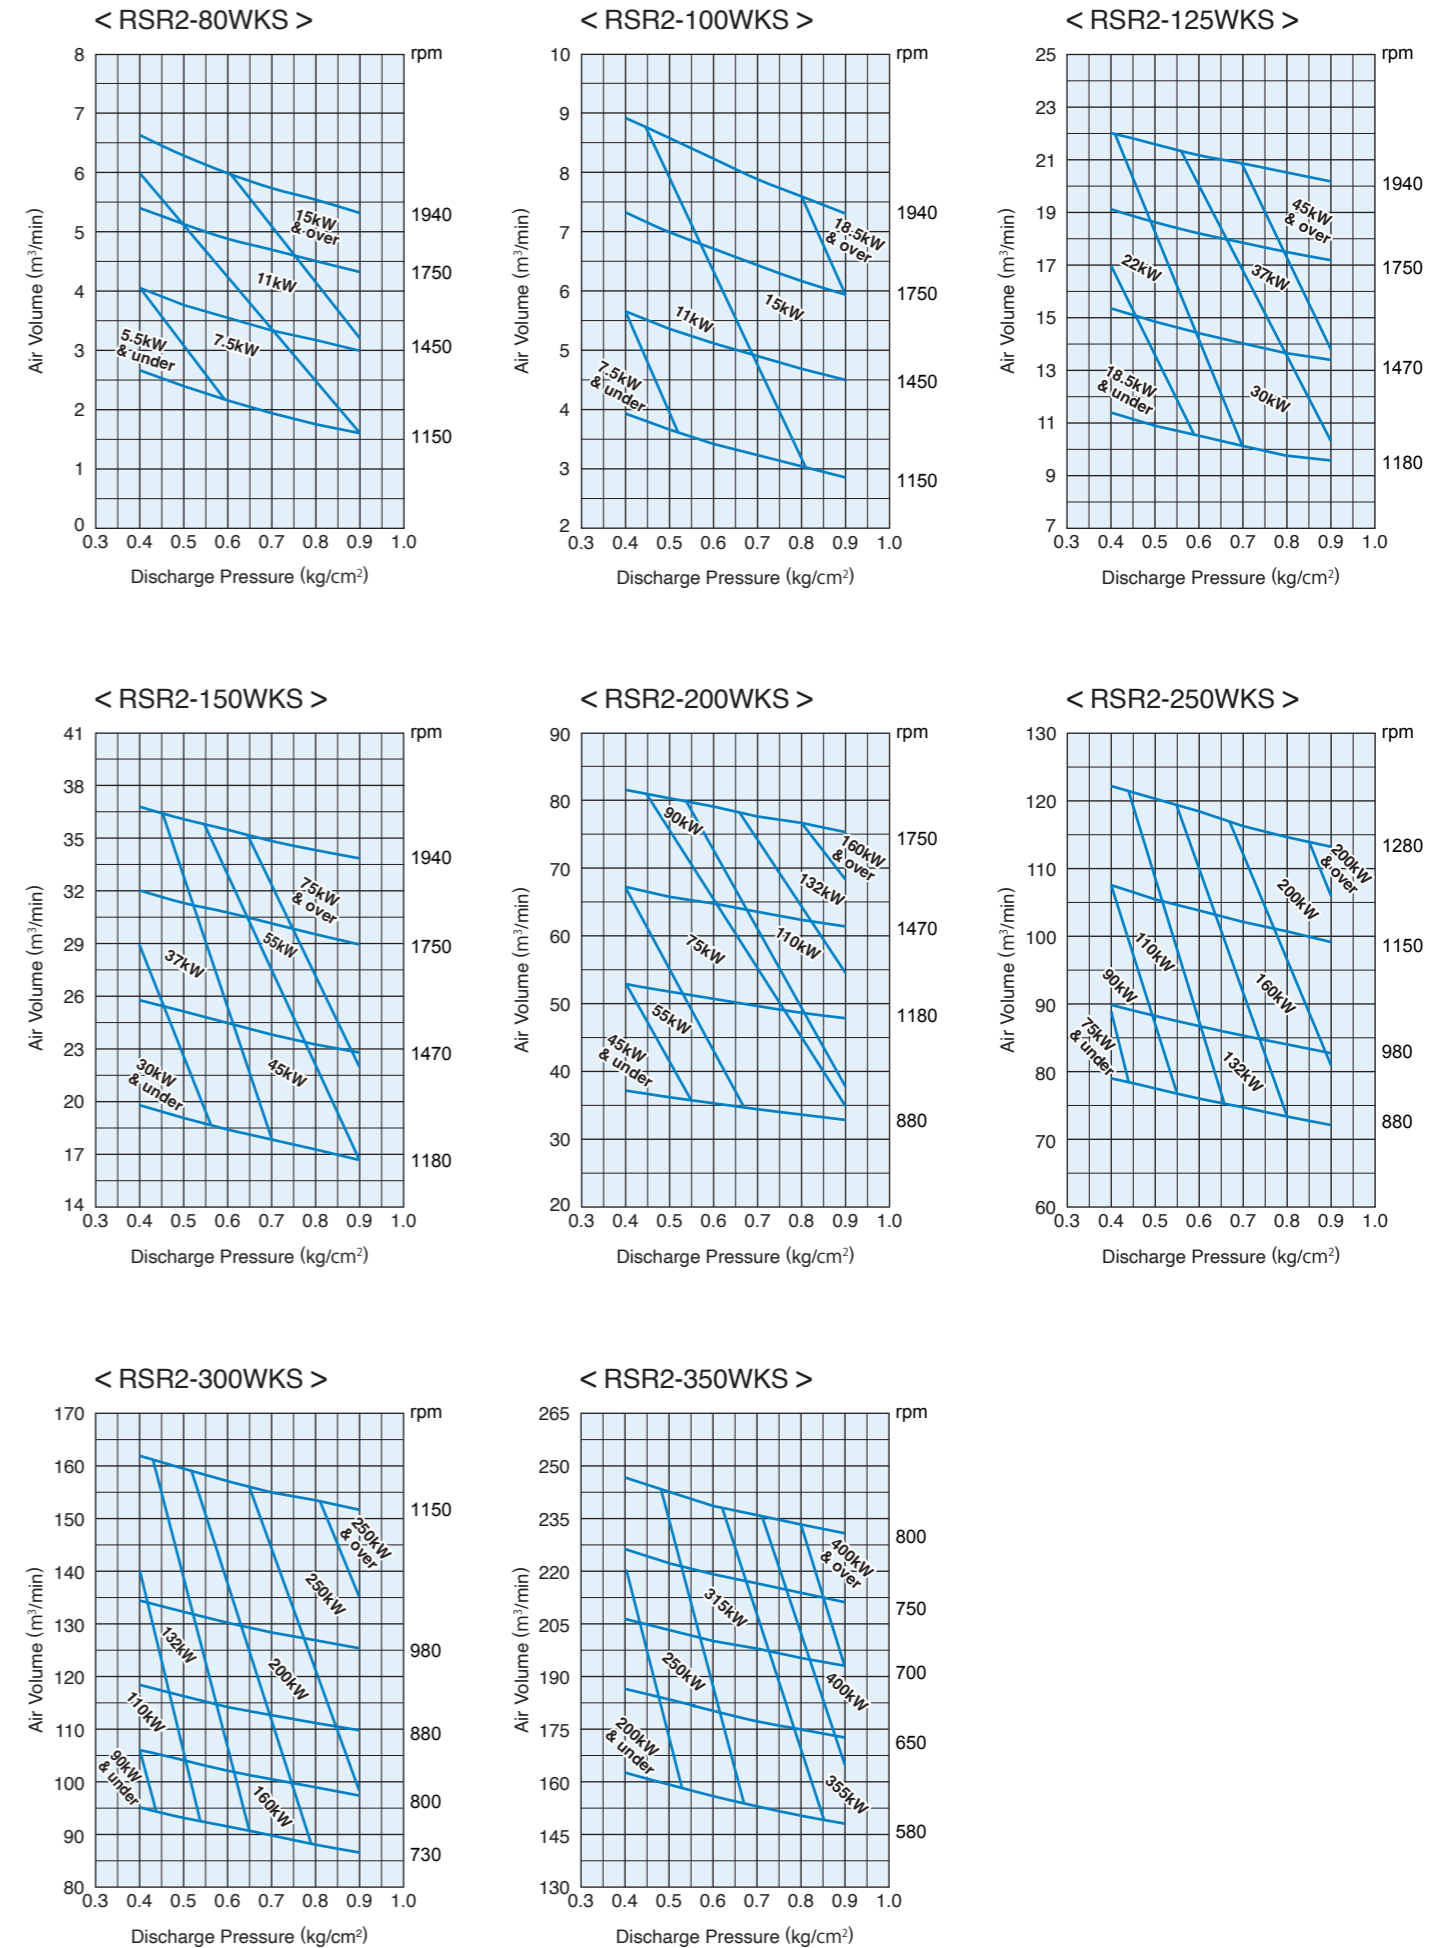 < RSR2-80WKS >
rpm
8
7
6
5
4
3
2
1
0
Air Volume (m³/min)
15kW
& over
11kW
7.5kW
5.5kW
& under
1940
1750
1450
1150
0.3 0.4 0.5 0.6 0.7 0.8 0.9 1.0
Discharge Pressure (kg/cm²)
< RSR2-100WKS >
rpm
10
9
8
7
6
5
4
3
2
Air Volume (m³/min)
18.5kW
& over
15kW
11kW
7.5kW
& under
1940
1750
1450
1150
0.3 0.4 0.5 0.6 0.7 0.8 0.9 1.0
Discharge Pressure (kg/cm²)
< RSR2-125WKS >
rpm
25
23
21
19
17
15
13
11
9
7
Air Volume (m³/min)
45kW
& over
22kW
37kW
18.5kW
& under
30kW
1940
1750
1470
1180
0.3 0.4 0.5 0.6 0.7 0.8 0.9 1.0
Discharge Pressure (kg/cm²)
< RSR2-150WKS >
rpm
41
38
35
32
29
26
23
20
17
14
Air Volume (m³/min)
75kW
& over
55kW
37kW
45kW
30kW
& under
1940
1750
1470
1180
0.3 0.4 0.5 0.6 0.7 0.8 0.9 1.0
Discharge Pressure (kg/cm²)
< RSR2-200WKS >
rpm
90
80
70
60
50
40
30
20
Air Volume (m³/min)
90kW
160kW
& over
132kW
110kW
75kW
55kW
45kW
& under
1750
1470
1180
880
0.3 0.4 0.5 0.6 0.7 0.8 0.9 1.0
Discharge Pressure (kg/cm²)
< RSR2-250WKS >
rpm
130
120
110
100
90
80
70
60
Air Volume (m³/min)
200kW
& over
200kW
110kW
90kW
160kW
75kW
& under
132kW
1280
1150
980
880
0.3 0.4 0.5 0.6 0.7 0.8 0.9 1.0
Discharge Pressure (kg/cm²)
< RSR2-300WKS >
rpm
170
160
150
140
130
120
110
100
90
80
Air Volume (m³/min)
250kW
& over
250kW
132kW
200kW
110kW
90kW
& under
160kW
1150
980
880
800
730
0.3 0.4 0.5 0.6 0.7 0.8 0.9 1.0
Discharge Pressure (kg/cm²)
< RSR2-350WKS >
rpm
265
250
235
220
205
190
175
160
145
130
Air Volume (m³/min)
400kW
& over
315kW
250kW
400kW
200kW
& under
355kW
800
750
700
650
580
0.3 0.4 0.5 0.6 0.7 0.8 0.9 1.0
Discharge Pressure (kg/cm²)